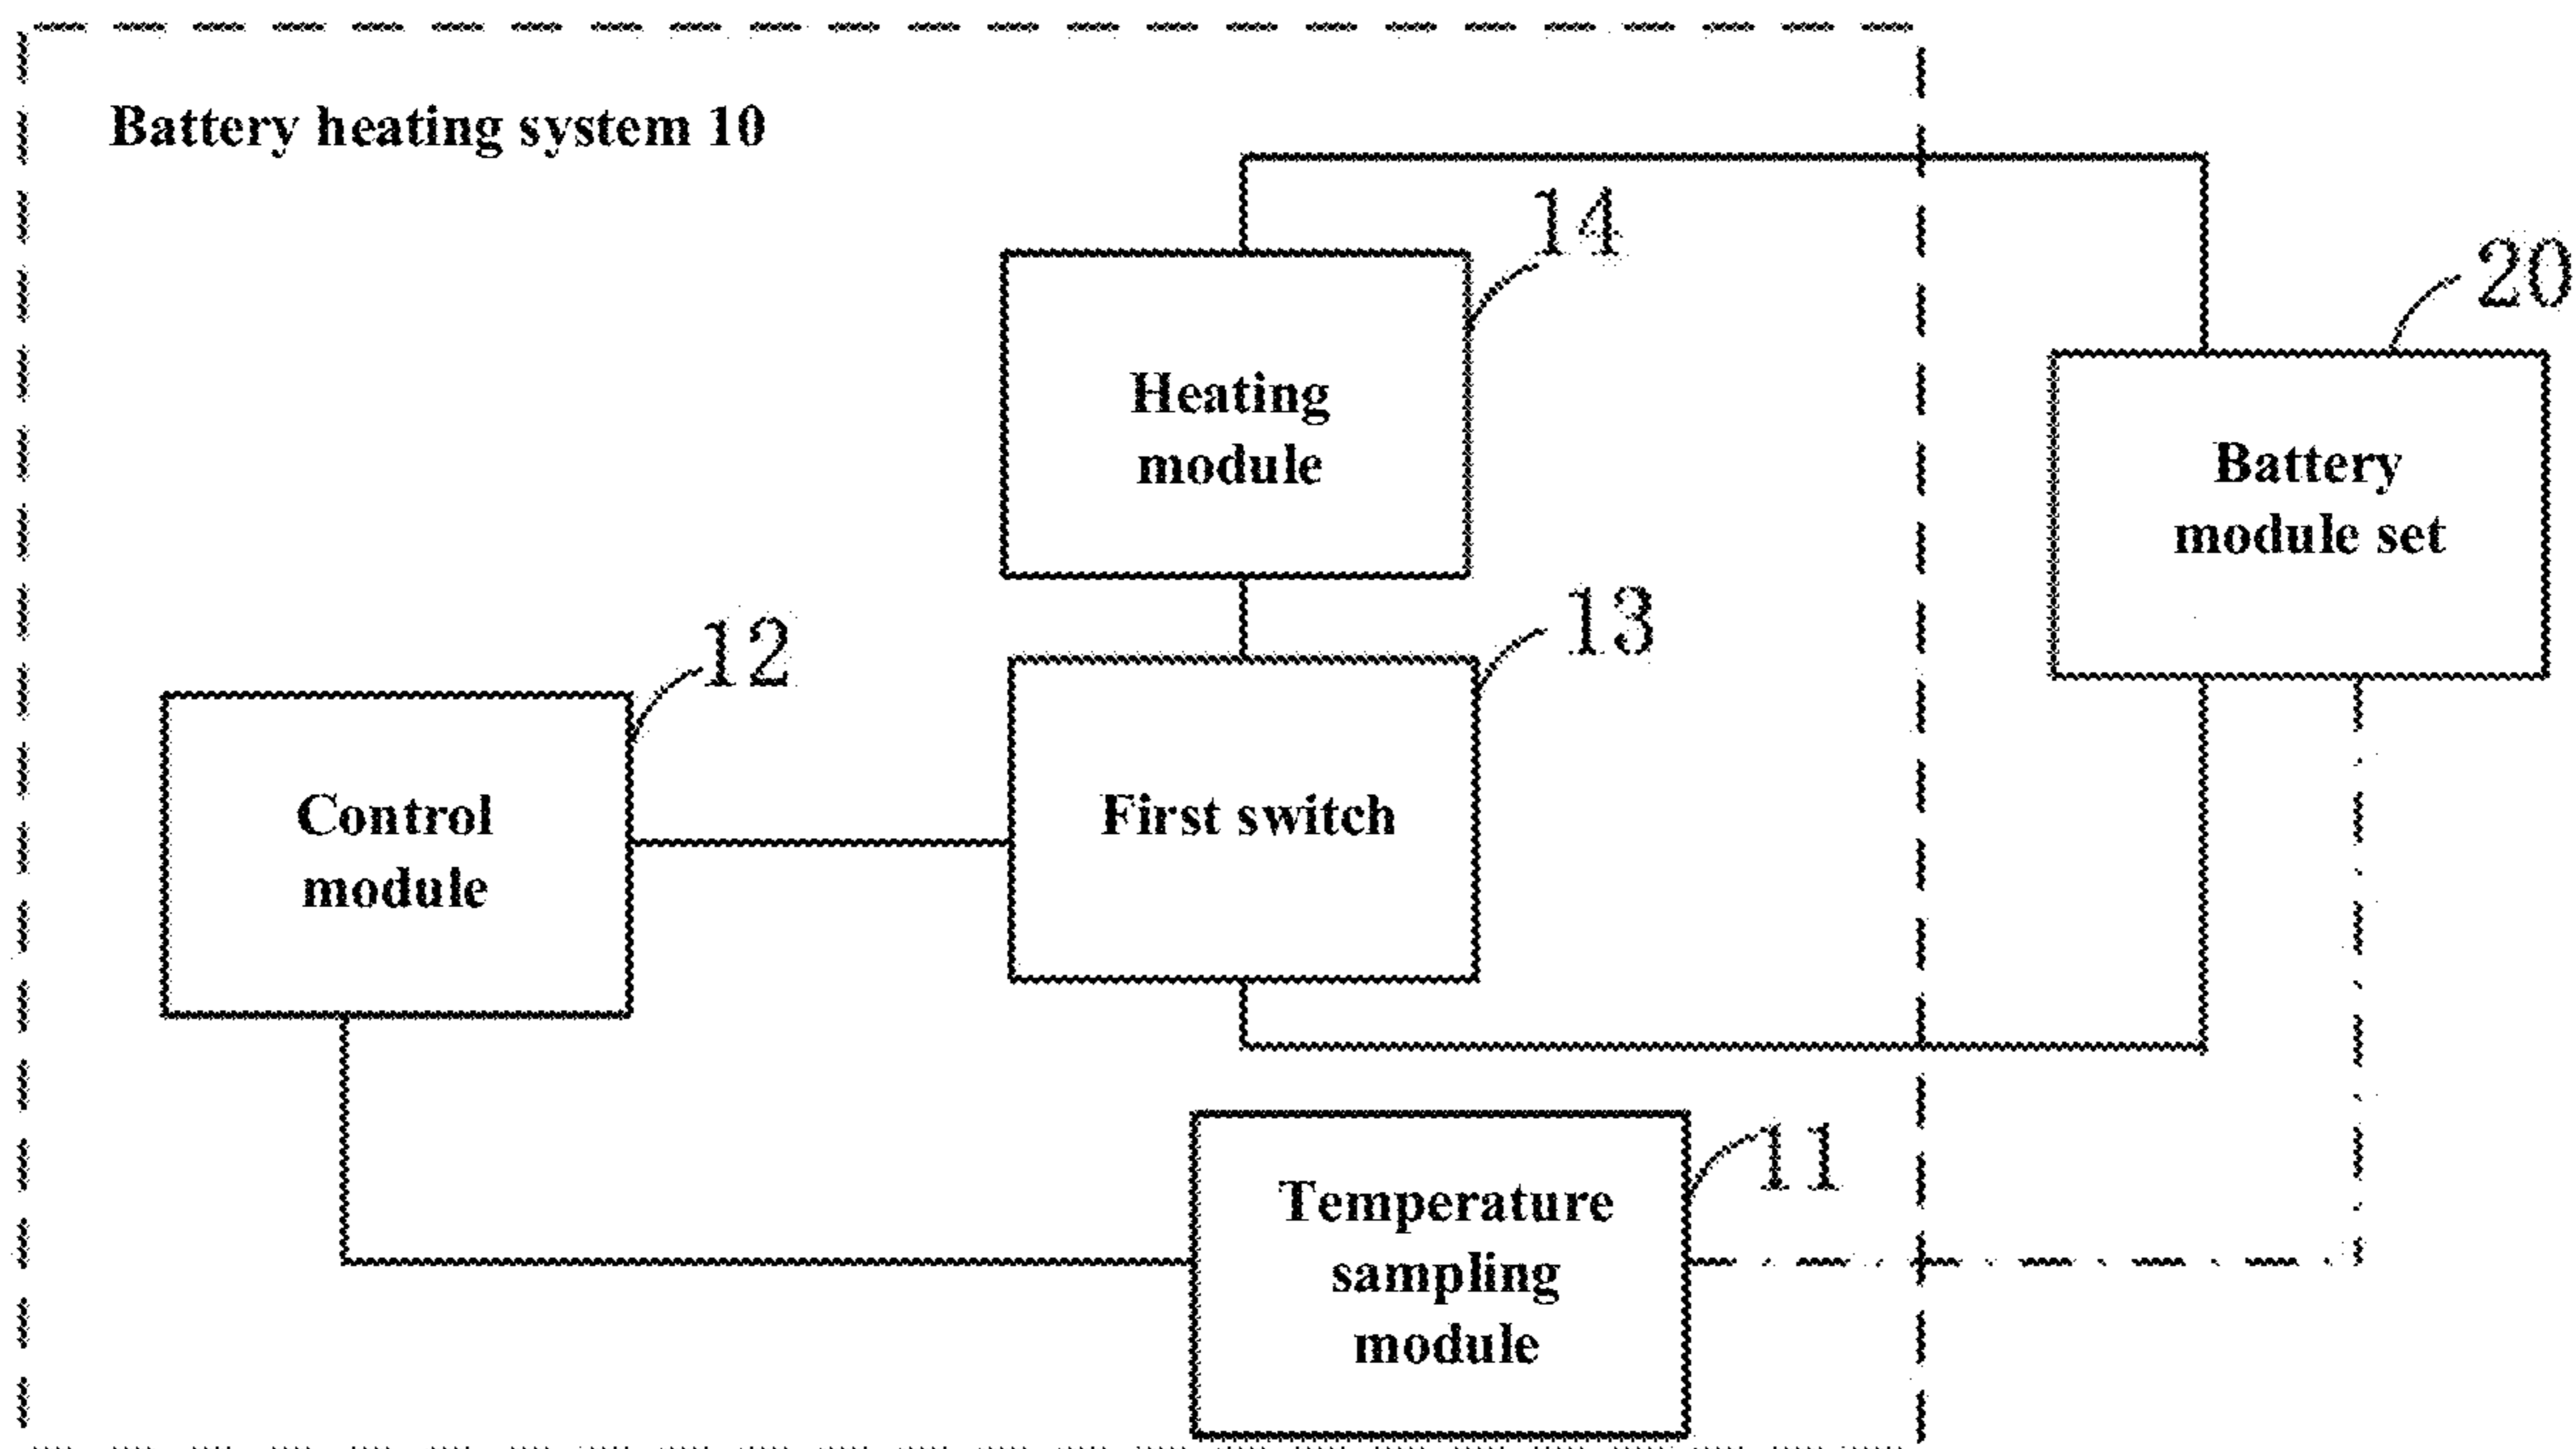 Battery heating system 10
14
Heating
module
20
Battery
module set
12
Control
module
13
First switch
11
Temperature
sampling
module